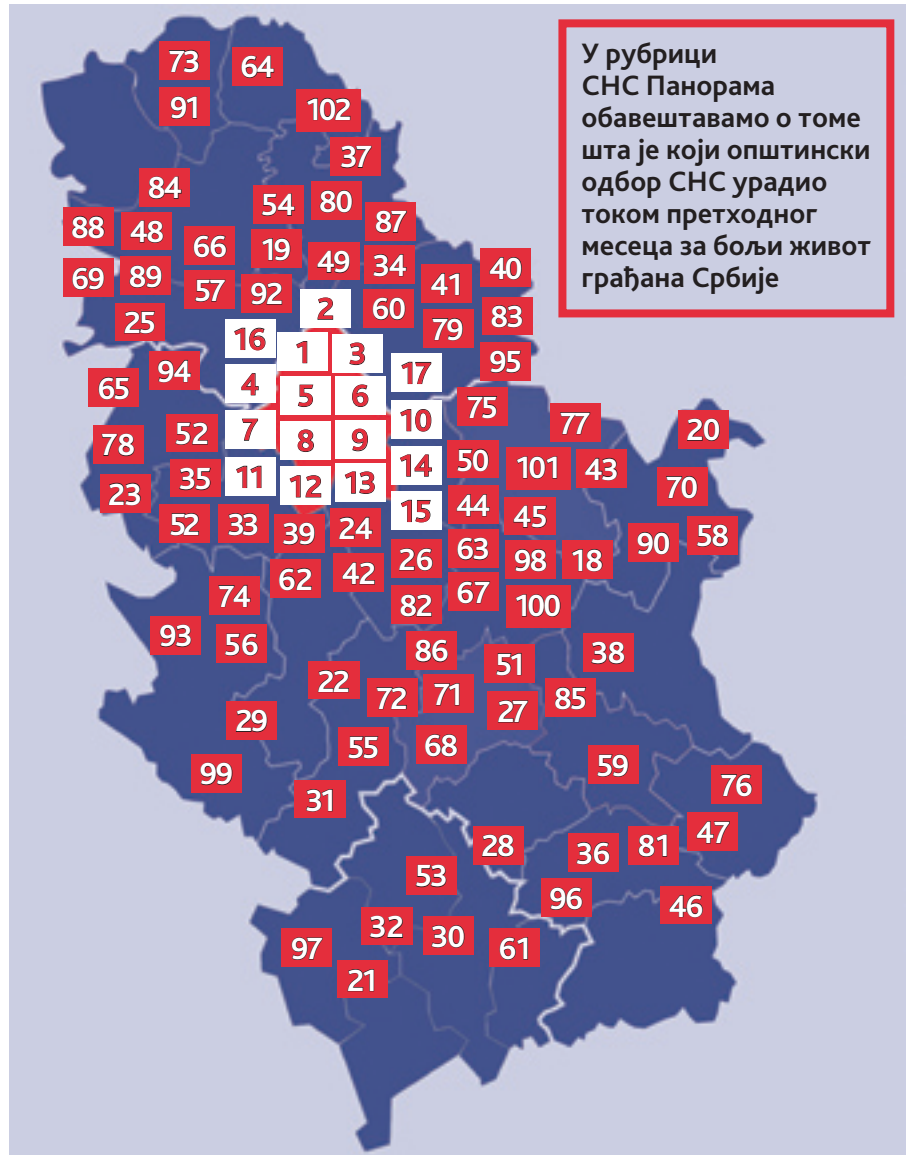 У рубрици
СНС Панорама
обавештавамо о томе
шта је који општински
одбор СНС урадио
током претходног
месеца за бољи живот
грађана Србије
73 64
91 102
37
84
54 80
88 48 87
66 19
49 34
69 89 41 40
57 92
2 60
25 83
16 79
1 3
17 95
94
65 4
5 6
75
10 77
78 52 7 20
8 9
14 50 101 43
35 11
12 13 70
23
15 44 45
52 33 39 24
58
90
26 63 98 18
62 42
74 67
82 100
93
56 86 38
51
22
72 71 85
27
29
55 68
59
99 76
31
47
28 36 81
53
96 46
32 30
97 61
21